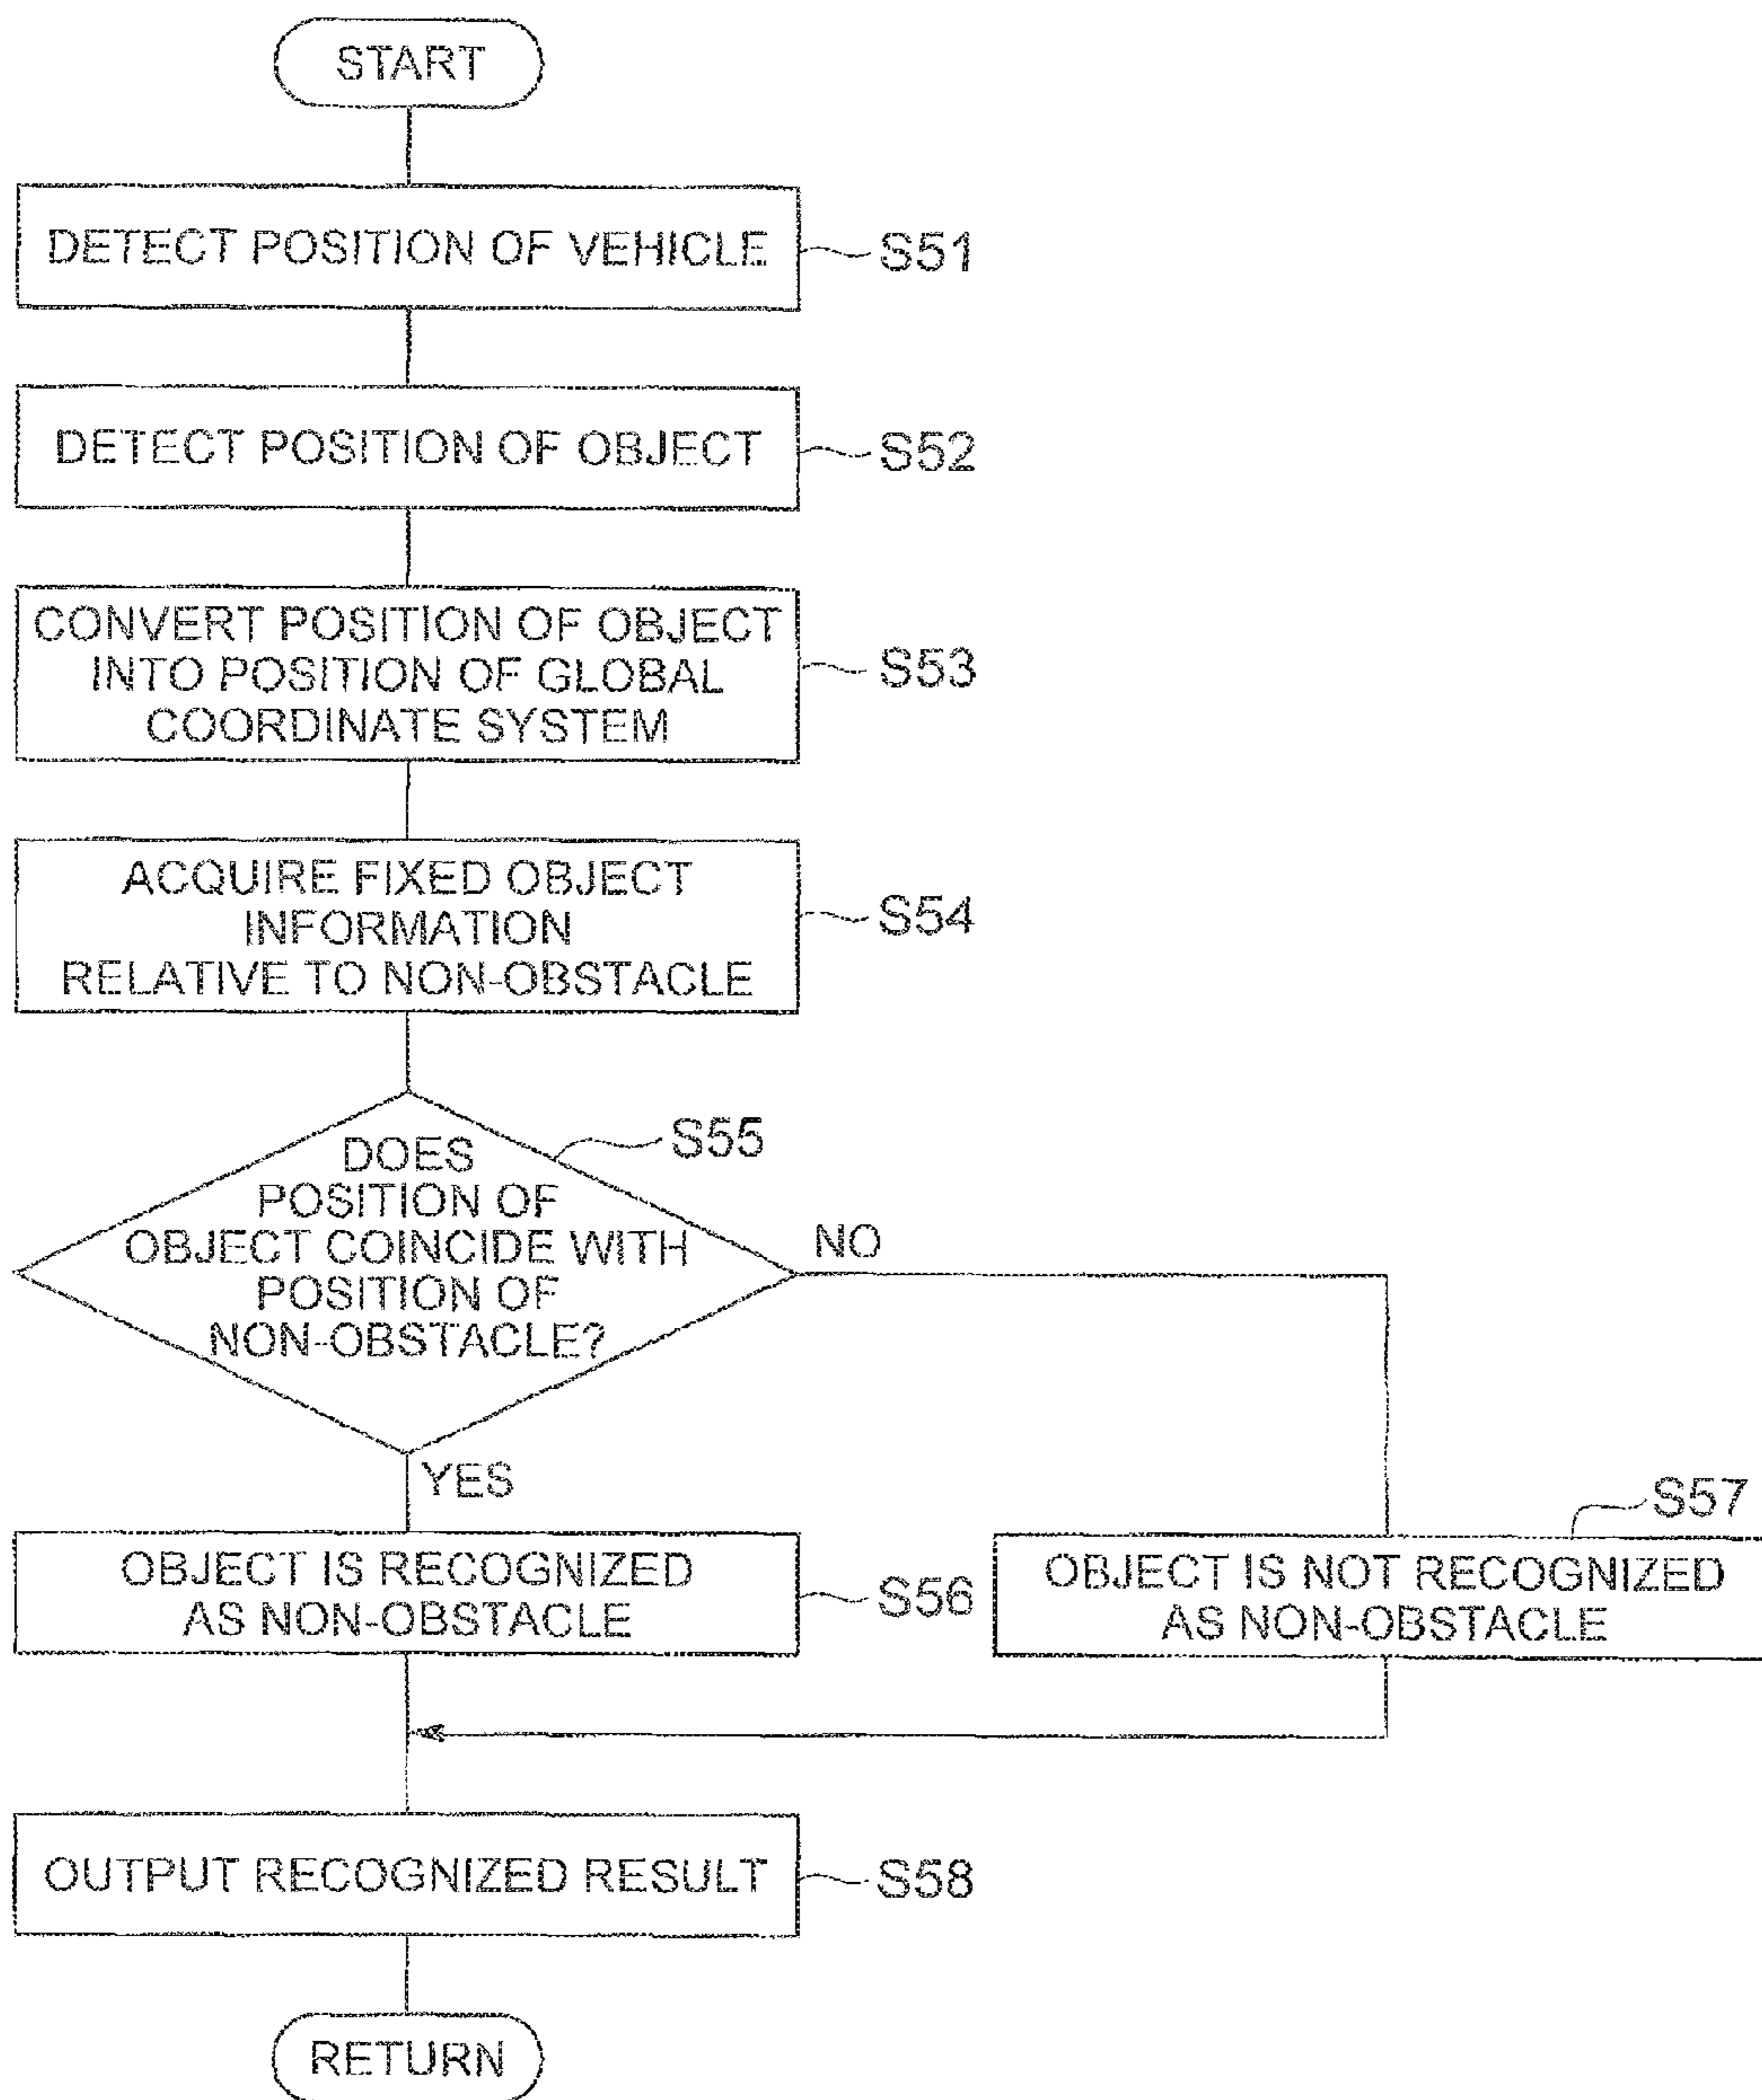 START
DETECT POSITION OF VEHICLE
S51
DETECT POSITION OF OBJECT
S52
CONVERT POSITION OF OBJECT
INTO POSITION OF GLOBAL
COORDINATE SYSTEM
S53
ACQUIRE FIXED OBJECT
INFORMATION
RELATIVE TO NON-OBSTACLE
S54
DOES
POSITION OF
OBJECT COINCIDE WITH
POSITION OF
NON-OBSTACLE?
S55
NO
YES
OBJECT IS RECOGNIZED
AS NON-OBSTACLE
S56
S57
OBJECT IS NOT RECOGNIZED
AS NON-OBSTACLE
OUTPUT RECOGNIZED RESULT
S58
RETURN